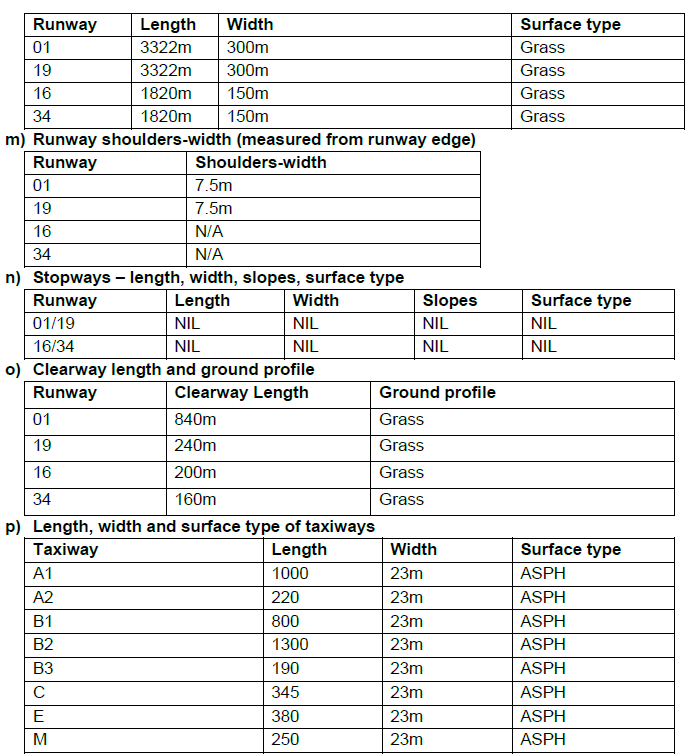 Runway Length Width Surface type
01 3322m 300m Grass
19 3322m 300m Grass
16 1820m 150m Grass
34 1820m 150m Grass
m) Runway shoulders-width (measured from runway edge)
Runway Shoulders-width
01 7.5m
19 7.5m
16 N/A
34 N/A
n) Stopways – length, width, slopes, surface type
Runway Length Width Slopes Surface type
01/19 NIL NIL NIL NIL
16/34 NIL NIL NIL NIL
o) Clearway length and ground profile
Runway Clearway Length Ground profile
01 840m Grass
19 240m Grass
16 200m Grass
34 160m Grass
p) Length, width and surface type of taxiways
Taxiway Length Width Surface type
A1 1000 23m ASPH
A2 220 23m ASPH
B1 800 23m ASPH
B2 1300 23m ASPH
B3 190 23m ASPH
C 345 23m ASPH
E 380 23m ASPH
M 250 23m ASPH